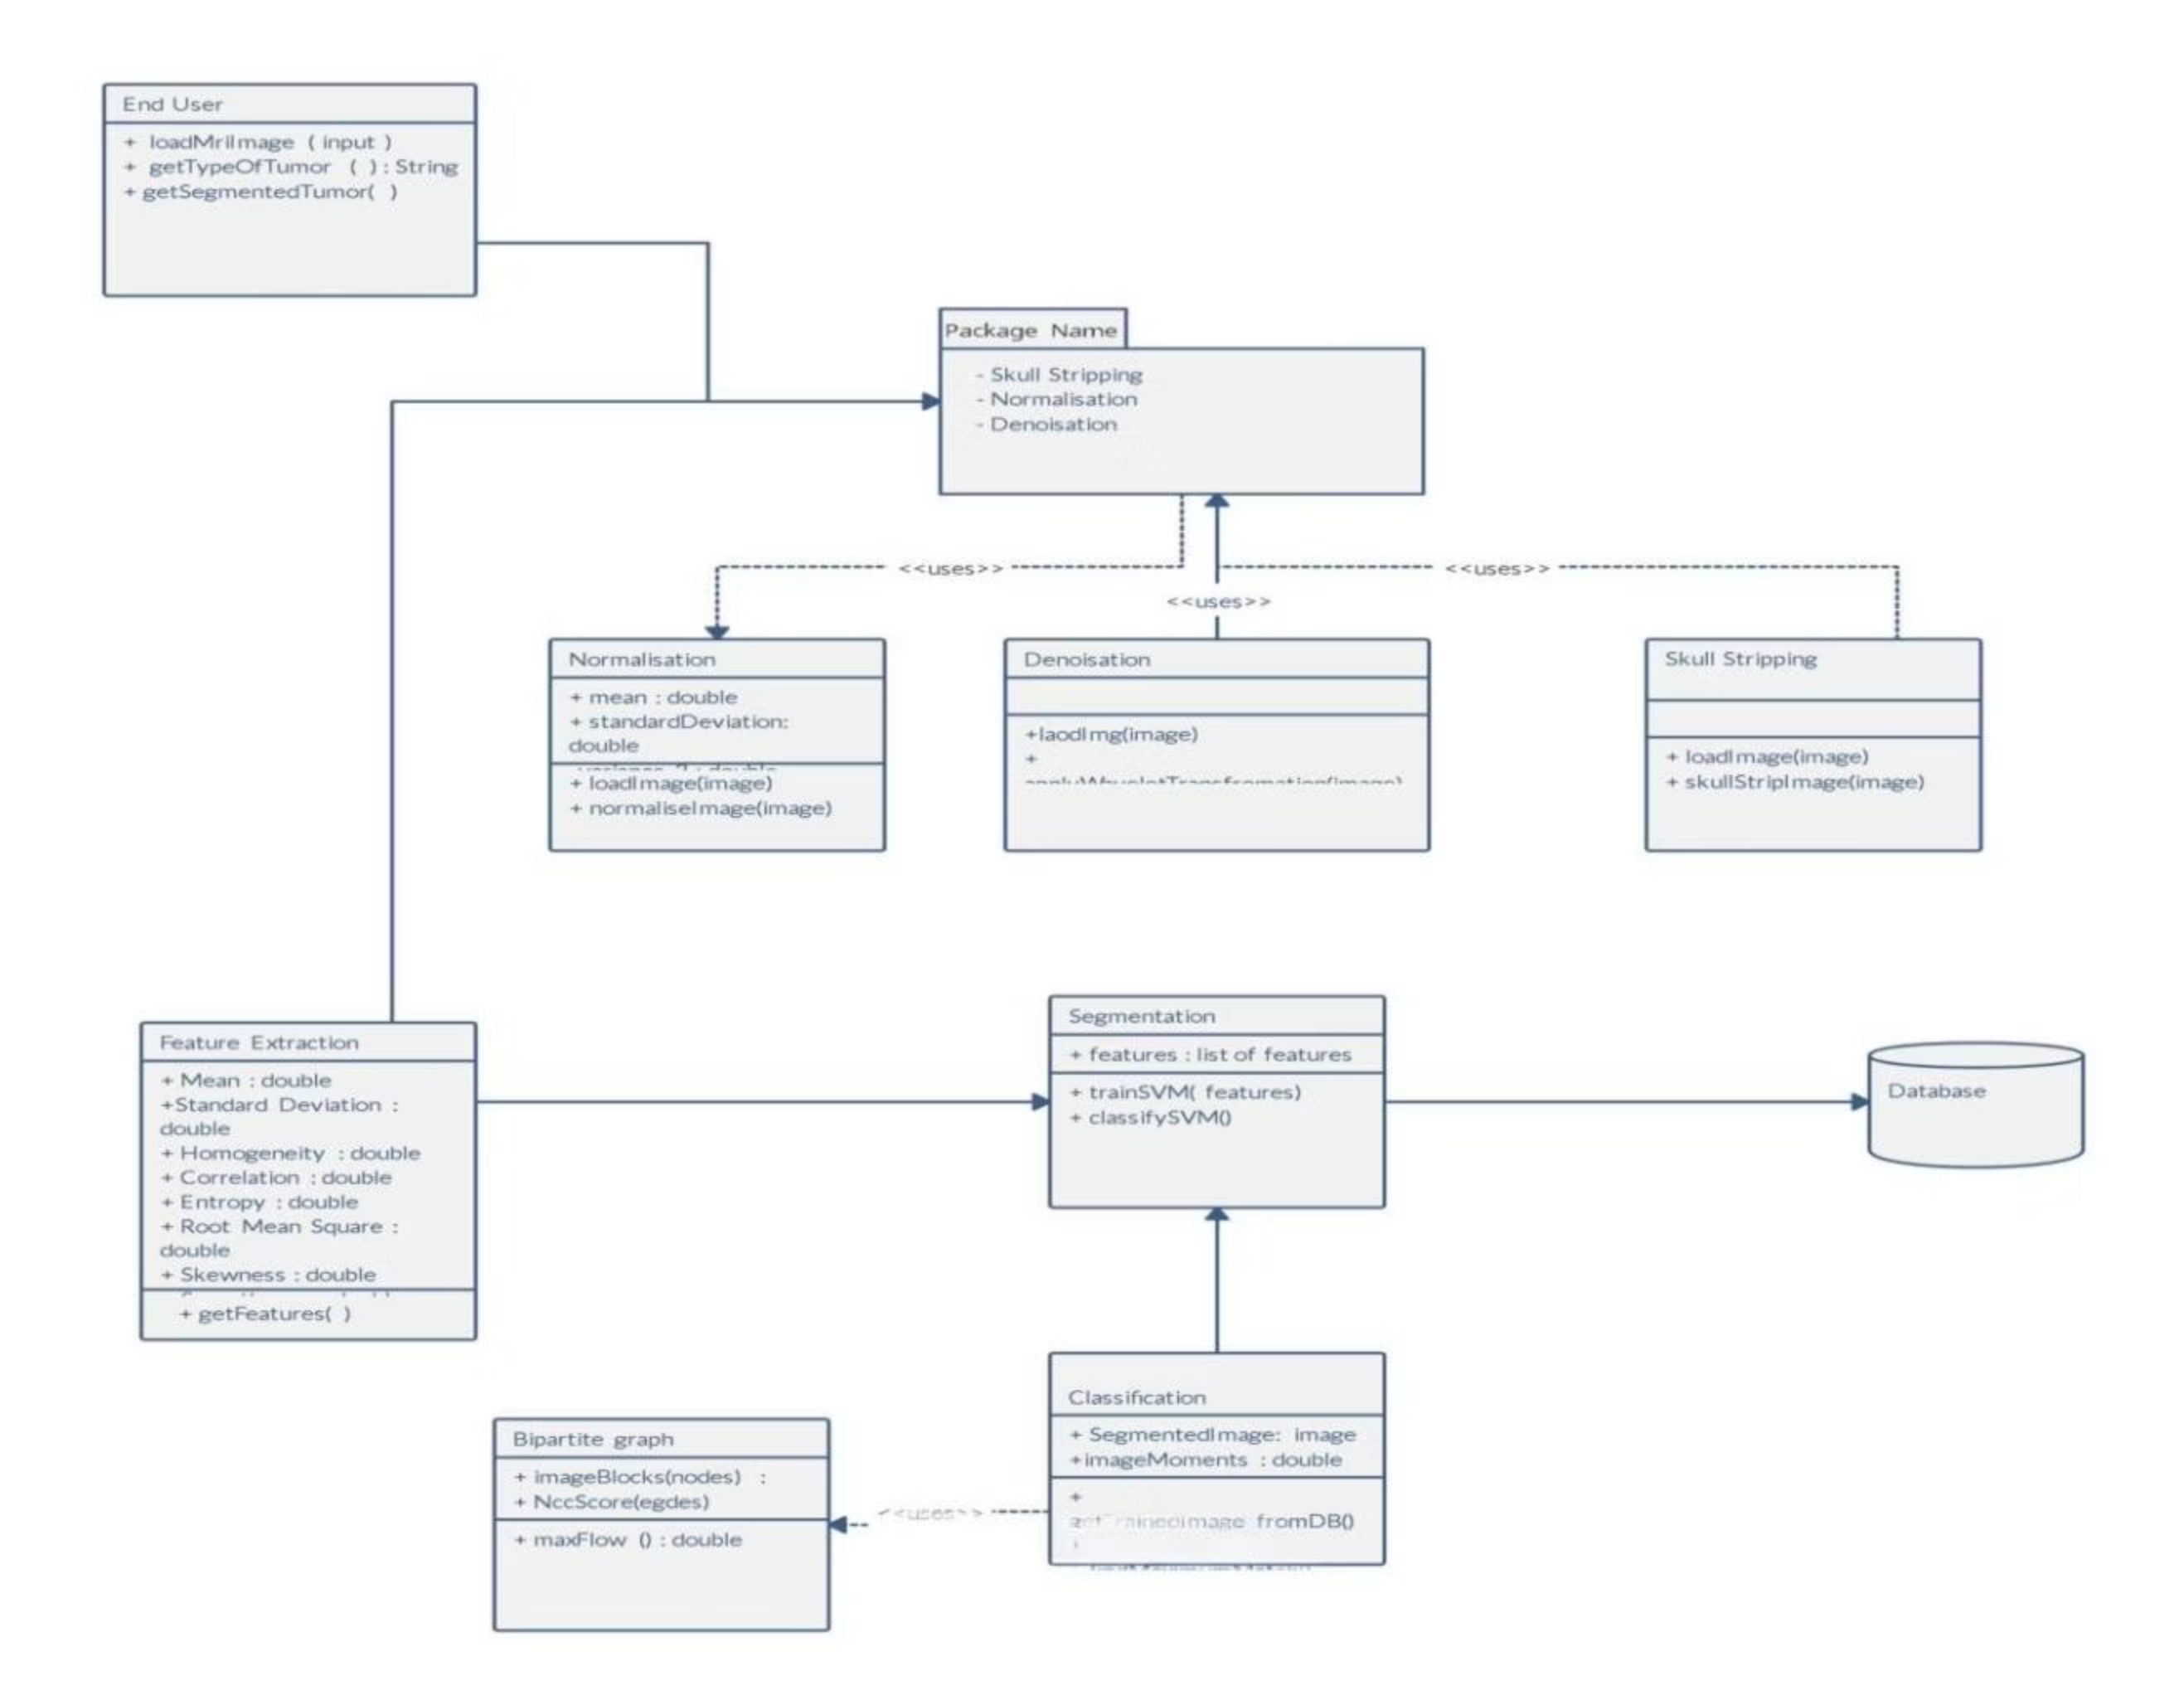 End User
+ loadMriImage ( input )
+ getTypeOfTumor ( ) : String
+ getSegmentedTumor( )
Package Name
- Skull Stripping
- Normalisation
- Denoisation
<<uses>>
<<uses>>
<<uses>>
Normalisation
+ mean : double
+ standardDeviation:
double
+ loadImage(image)
+ normaliseImage(image)
Denoisation
+laodImg(image)
+
applyWaveletTransfromation(image)
Skull Stripping
+ loadImage(image)
+ skullStripImage(image)
Feature Extraction
+ Mean : double
+Standard Deviation :
double
+ Homogeneity : double
+ Correlation : double
+ Entropy : double
+ Root Mean Square :
double
+ Skewness : double
+ getFeatures( )
Segmentation
+ features : list of features
+ trainSVM( features)
+ classifySVM()
Database
Classification
+ SegmentedImage: image
+imageMoments : double
+
fromDB()
Bipartite graph
+ imageBlocks(nodes) :
+ NccScore(egdes)
+ maxFlow () : double
<<uses>>